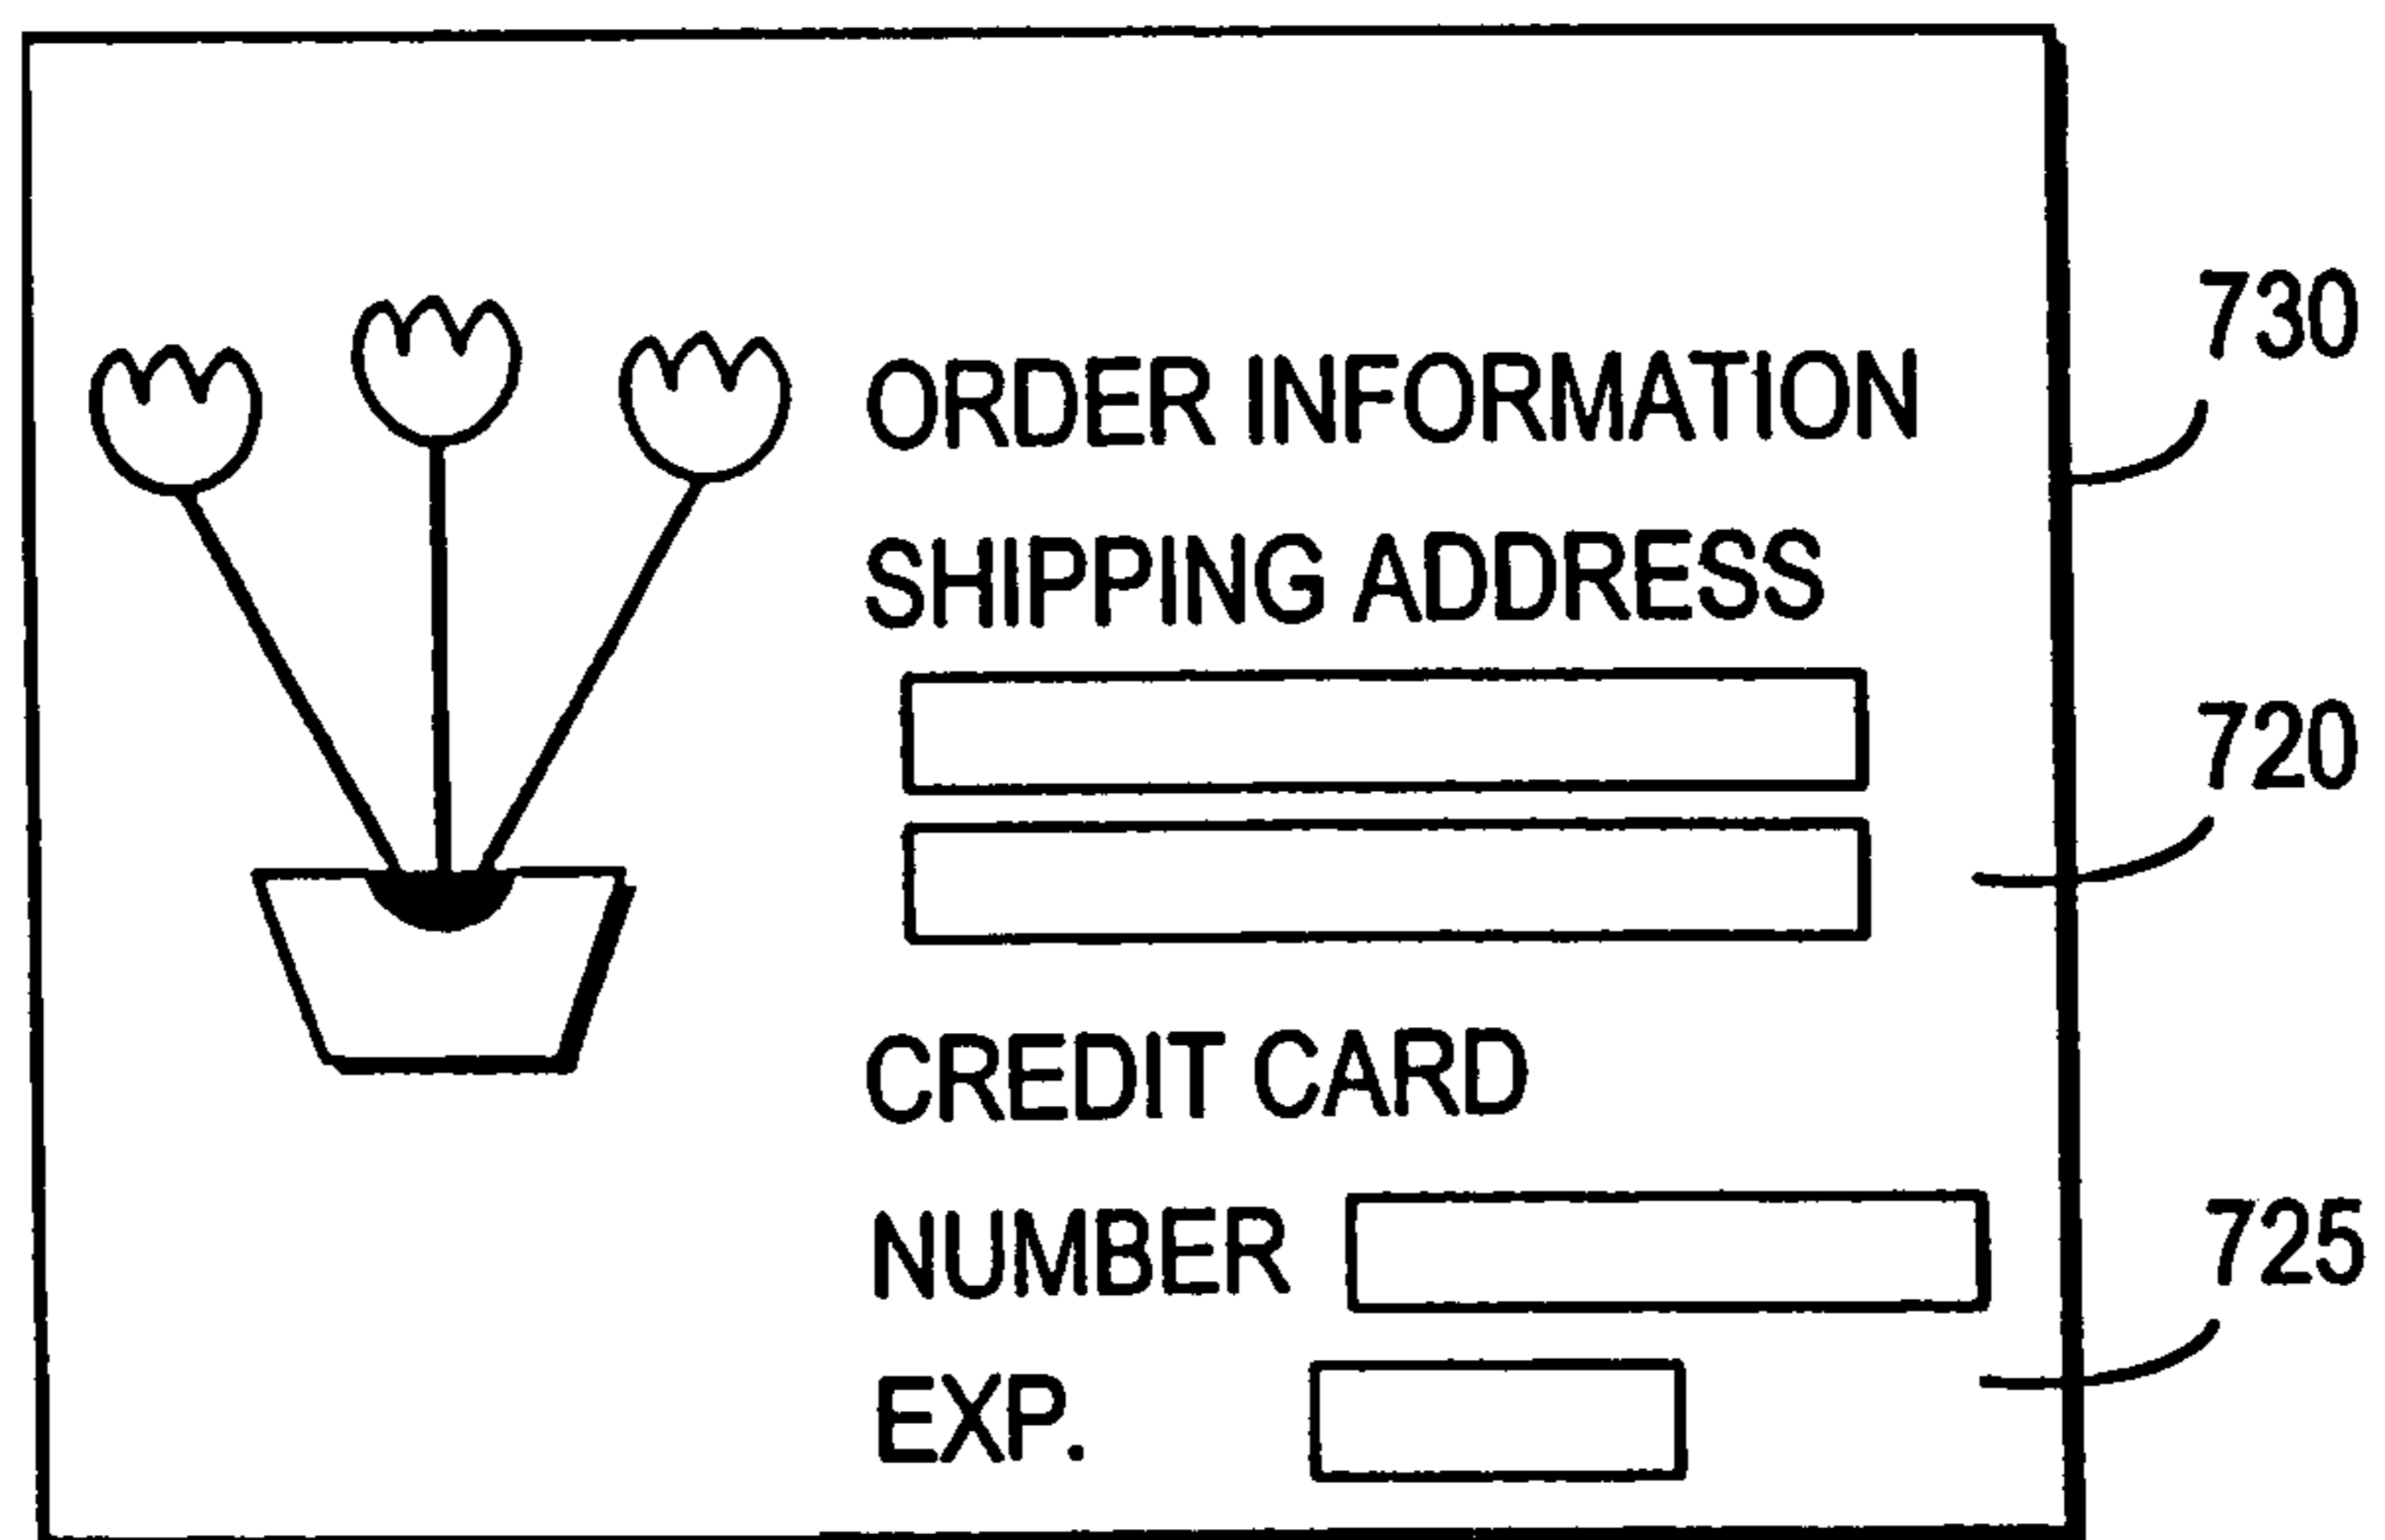 730
ORDER INFORMATION
SHIPPING ADDRESS
720
CREDIT CARD
NUMBER
725
EXP.